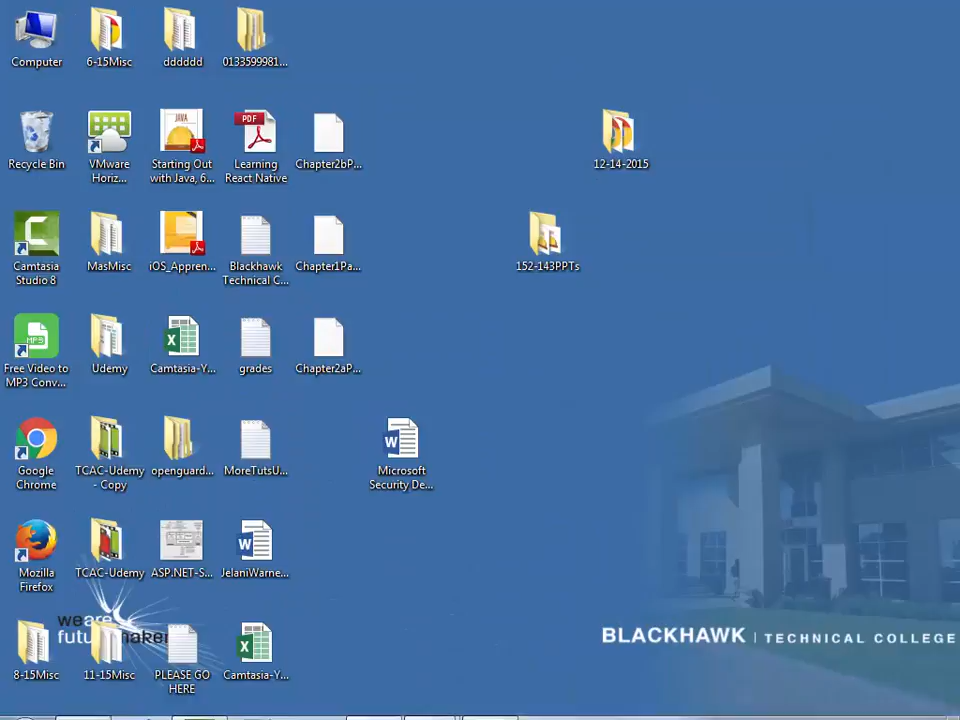 Computer
6-15Misc
dddddd
0133599981...
Recycle Bin
VMware
Horiz...
JAVA
Starting Out
with Java, 6...
PDF
Learning
React Native
Chapter2bP...
12-14-2015
Camtasia
Studio 8
MasMisc
iOS_Appren...
Blackhawk
Technical C...
Chapter1Pa...
152-143PPTs
MP3
Free Video to
MP3 Conv...
Udemy
Camtasia-Y...
grades
Chapter2aP...
Google
Chrome
TCAC-Udemy
- Copy
openguard...
MoreTutsU...
Microsoft
Security De...
Mozilla
Firefox
TCAC-Udemy
ASP.NET-S...
JelaniWarne...
we are
8-15Misc
11-15Misc
PLEASE GO
HERE
Camtasia-Y...
BLACKHAWK | TECHNICAL COLLEGE